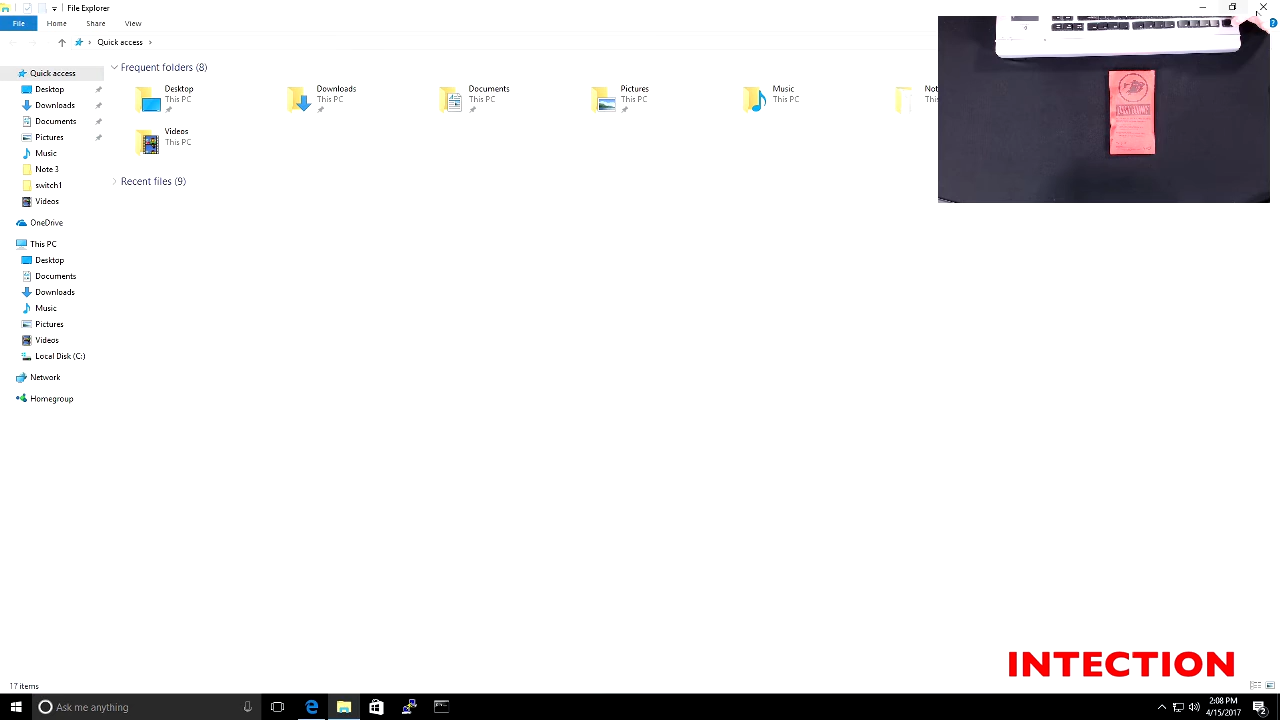 File Explorer
File
Home
Share
View
Quick access
Quick access
Desktop
Downloads
Documents
Pictures
Music
Note 3
switch1
Videos
OneDrive
This PC
Desktop
Documents
Downloads
Music
Pictures
Videos
Local Disk (C:)
Network
Homegroup
Frequent folders (8)
Desktop
This PC
Downloads
This PC
Documents
This PC
Pictures
This PC
Music
This PC
Videos
This PC
Recent files (9)
INTECTION
17 items
Ask me anything
2:08 PM
4/15/2017
2